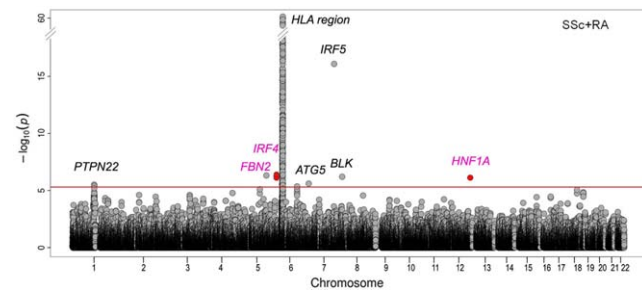 60
HLA region
SSc+RA
IRF5
15
− log₁₀(p)
10
IRF4
PTPN22
FBN2
ATG5
BLK
HNF1A
5
0
1 2 3 4 5 6 7 8 9 10 11 12 13 14 15 16 17 18 19 20 21 22
Chromosome